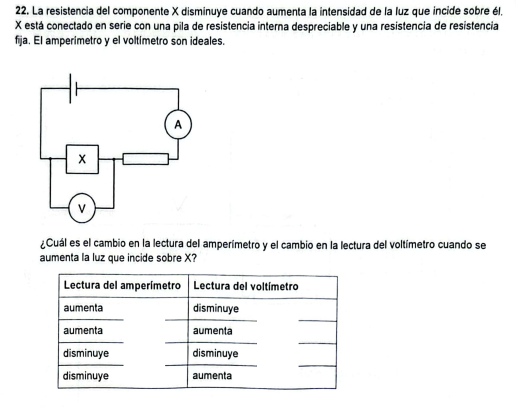 22. La resistencia del componente X disminuye cuando aumenta la intensidad de la luz que incide sobre él.
X está conectado en serie con una pila de resistencia interna despreciable y una resistencia de resistencia
fija. El amperímetro y el voltímetro son ideales.
A
X
V
¿Cuál es el cambio en la lectura del amperímetro y el cambio en la lectura del voltímetro cuando se
aumenta la luz que incide sobre X?
Lectura del amperímetro Lectura del voltímetro
aumenta disminuye
aumenta aumenta
disminuye disminuye
disminuye aumenta